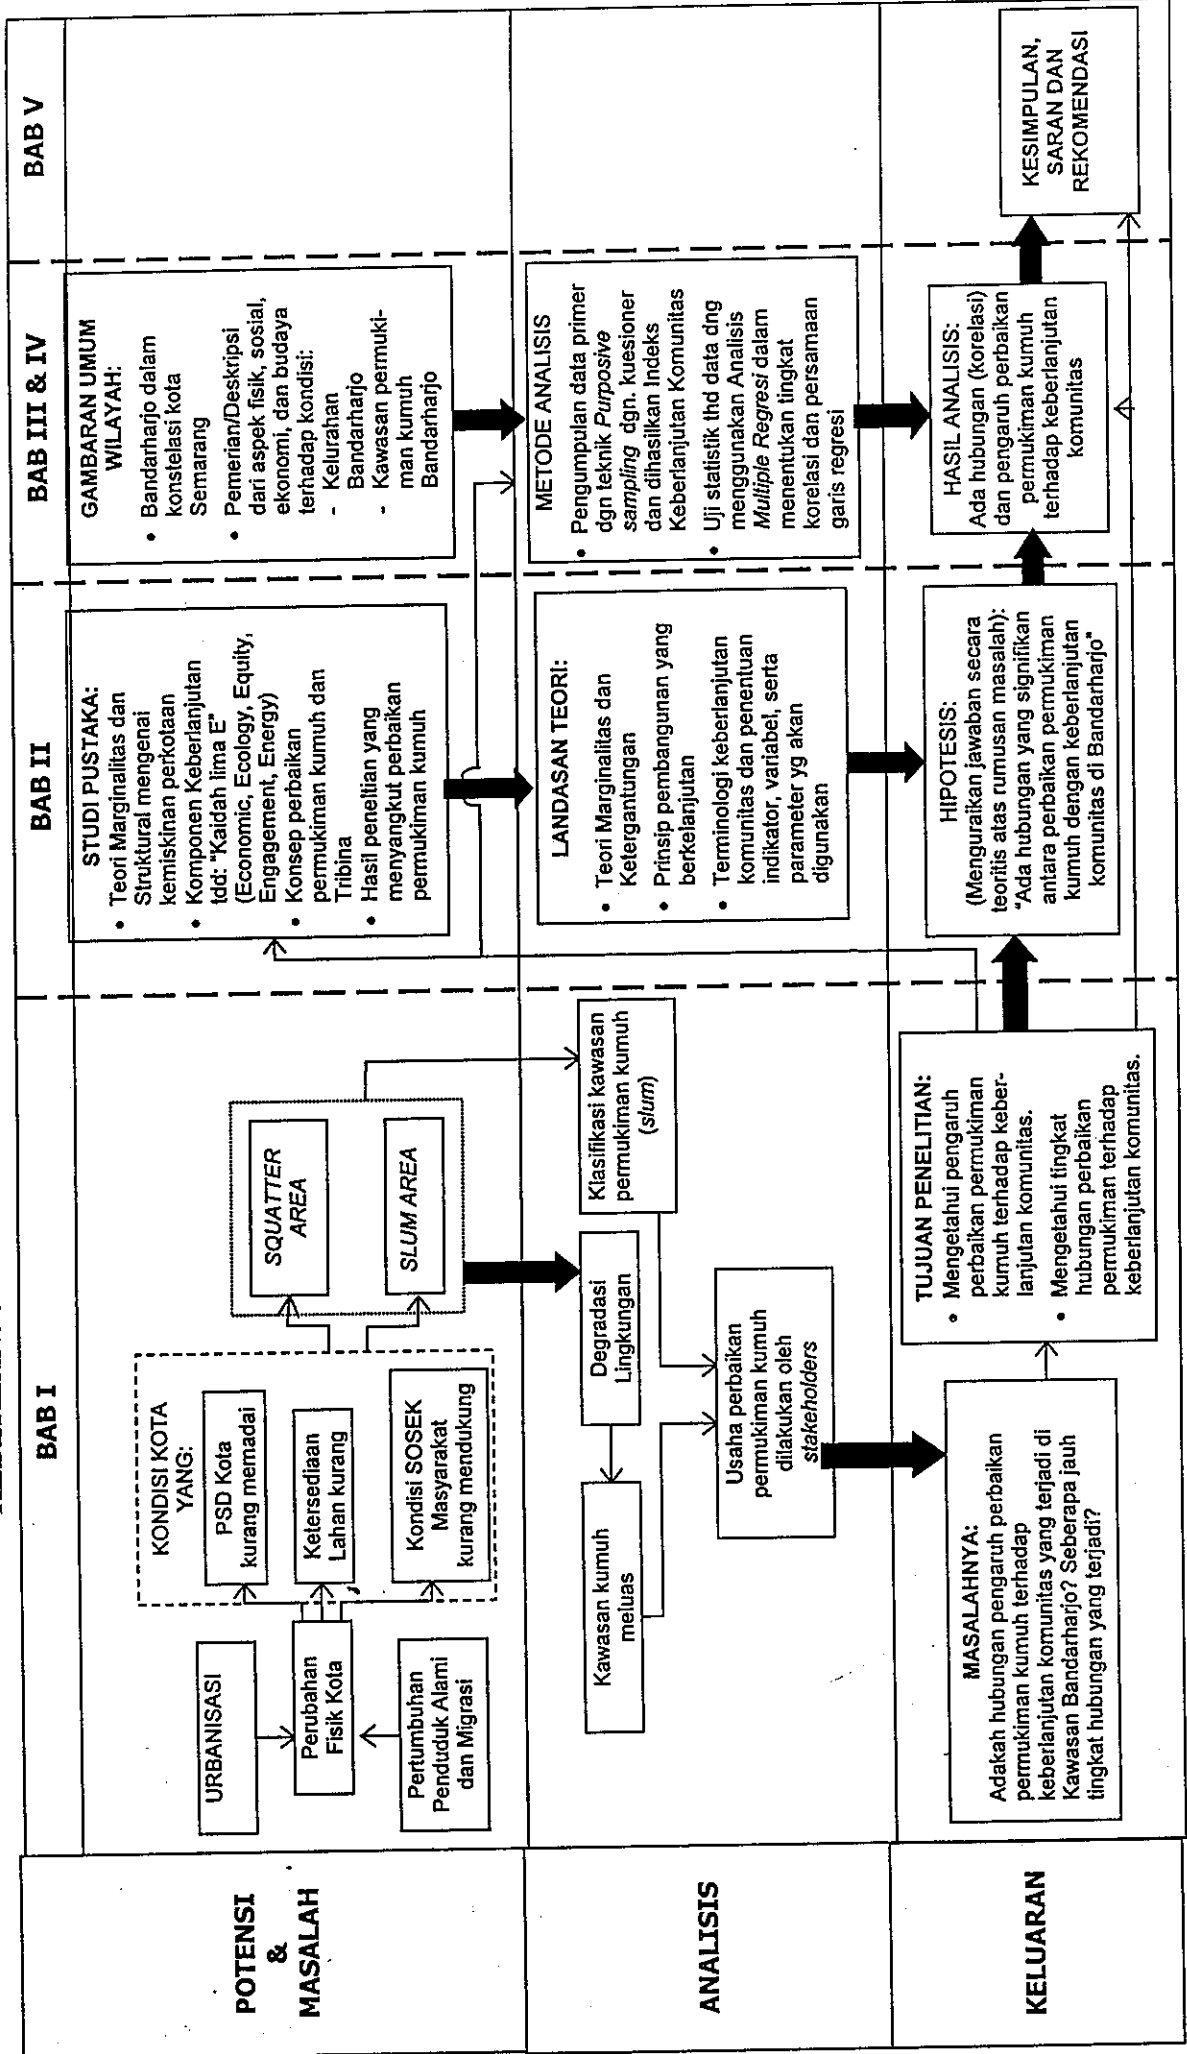 BAB I
BAB II
BAB III & IV
BAB V
POTENSI
&
MASALAH
URBANISASI
Perubahan
Fisik Kota
Pertumbuhan
Penduduk Alami
dan Migrasi
KONDISI KOTA
YANG:
PSD Kota
kurang memadai
Ketersediaan
Lahan kurang
Kondisi SOSEK
Masyarakat
kurang mendukung
SQUATTER
AREA
SLUM AREA
STUDI PUSTAKA:
• Teori Marginalitas dan
Struktural mengenai
kemiskinan perkotaan
• Komponen Keberlanjutan
tdd: "Kaidah lima E"
(Economic, Ecology, Equity,
Engagement, Energy)
• Konsep perbaikan
permukiman kumuh dan
Tribina
• Hasil peneltian yang
menyangkut perbaikan
permukiman kumuh
GAMBARAN UMUM
WILAYAH:
• Bandarharjo dalam
konstelasi kota
Semarang
• Pemerian/Deskripsi
dari aspek fisik, sosial,
ekonomi, dan budaya
terhadap kondisi:
- Kelurahan
Bandarharjo
- Kawasan permuki-
man kumuh
Bandarharjo
ANALISIS
Kawasan kumuh
meluas
Degradasi
Lingkungan
Klasifikasi kawasan
permukiman kumuh
(slum)
Usaha perbaikan
permukiman kumuh
dilakukan oleh
stakeholders
LANDASAN TEORI:
• Teori Marginalitas dan
Ketergantungan
• Prinsip pembangunan yang
berkelanjutan
• Terminologi keberlanjutan
komunitas dan penentuan
indikator, variabel, serta
parameter yg akan
digunakan
METODE ANALISIS
• Pengumpulan data primer
dgn teknik Purposive
sampling dgn. kuesioner
dan dihasilkan Indeks
Keberlanjutan Komunitas
• Uji statistik thd data dng
menggunakan Analisis
Multiple Regresi dalam
menentukan tingkat
korelasi dan persamaan
garis regresi
KELUARAN
MASALAHNYA:
Adakah hubungan pengaruh perbaikan
permukiman kumuh terhadap
keberlanjutan komunitas yang terjadi di
Kawasan Bandarharjo? Seberapa jauh
tingkat hubungan yang terjadi?
TUJUAN PENELITIAN:
• Mengetahui pengaruh
perbaikan permukiman
kumuh terhadap keber-
lanjutan komunitas.
• Mengetahui tingkat
hubungan perbaikan
permukiman terhadap
keberlanjutan komunitas.
HIPOTESIS:
(Menguraikan jawaban secara
teoritis atas rumusan masalah):
"Ada hubungan yang signifikan
antara perbaikan permukiman
kumuh dengan keberlanjutan
komunitas di Bandarharjo"
HASIL ANALISIS:
Ada hubungan (korelasi)
dan pengaruh perbaikan
permukiman kumuh
terhadap keberlanjutan
komunitas
KESIMPULAN,
SARAN DAN
REKOMENDASI